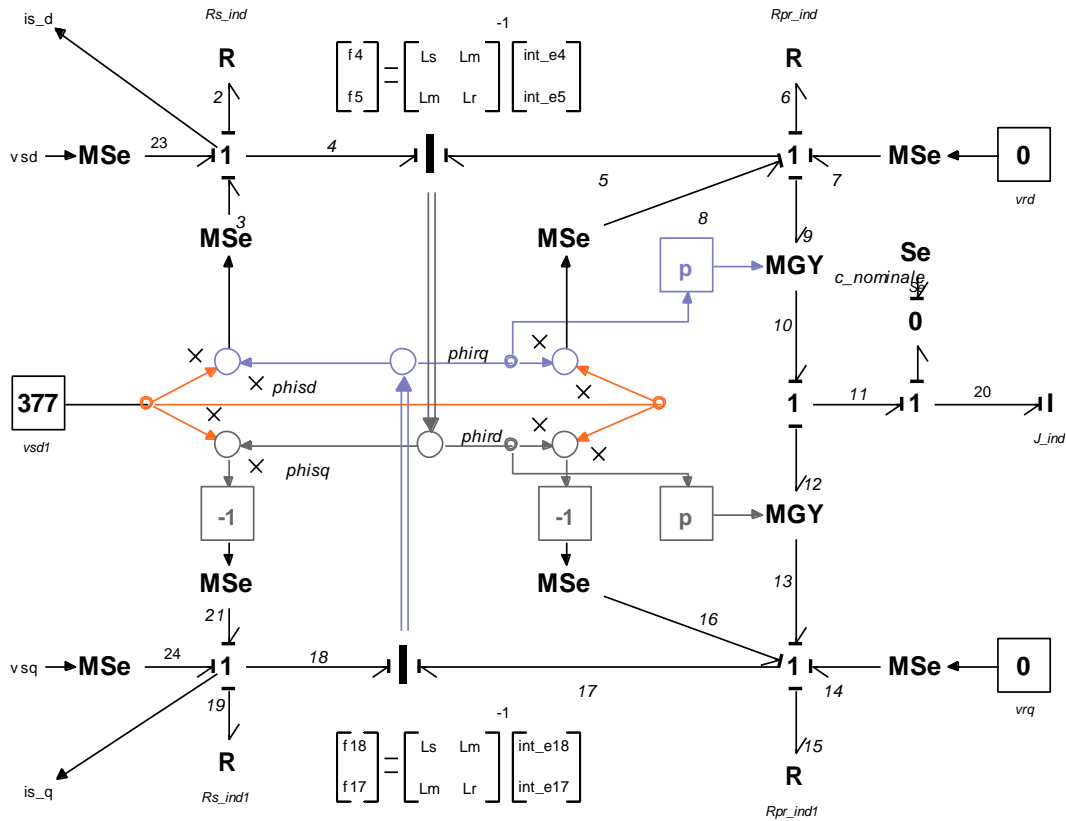 is_d
Rs_ind
-1
Rpr_ind
R
f4
Ls Lm
int_e4
R
2
f5
Lm Lr
int_e5
6
vsd
MSe
23
1
4
1
MSe
0
5
7
vrd
3
MSe
MSe
8
9
p
MGY
Se
c_nominale
Se
10
0
phirq
phisd
377
1
11
1
20
I
vsd1
J_ind
phird
phisq
12
-1
-1
p
MGY
MSe
MSe
13
21
16
vsq
MSe
24
1
18
1
MSe
0
17
14
19
vrq
-1
R
f18
Ls Lm
int_e18
15
R
is_q
f17
Lm Lr
int_e17
Rs_ind1
Rpr_ind1